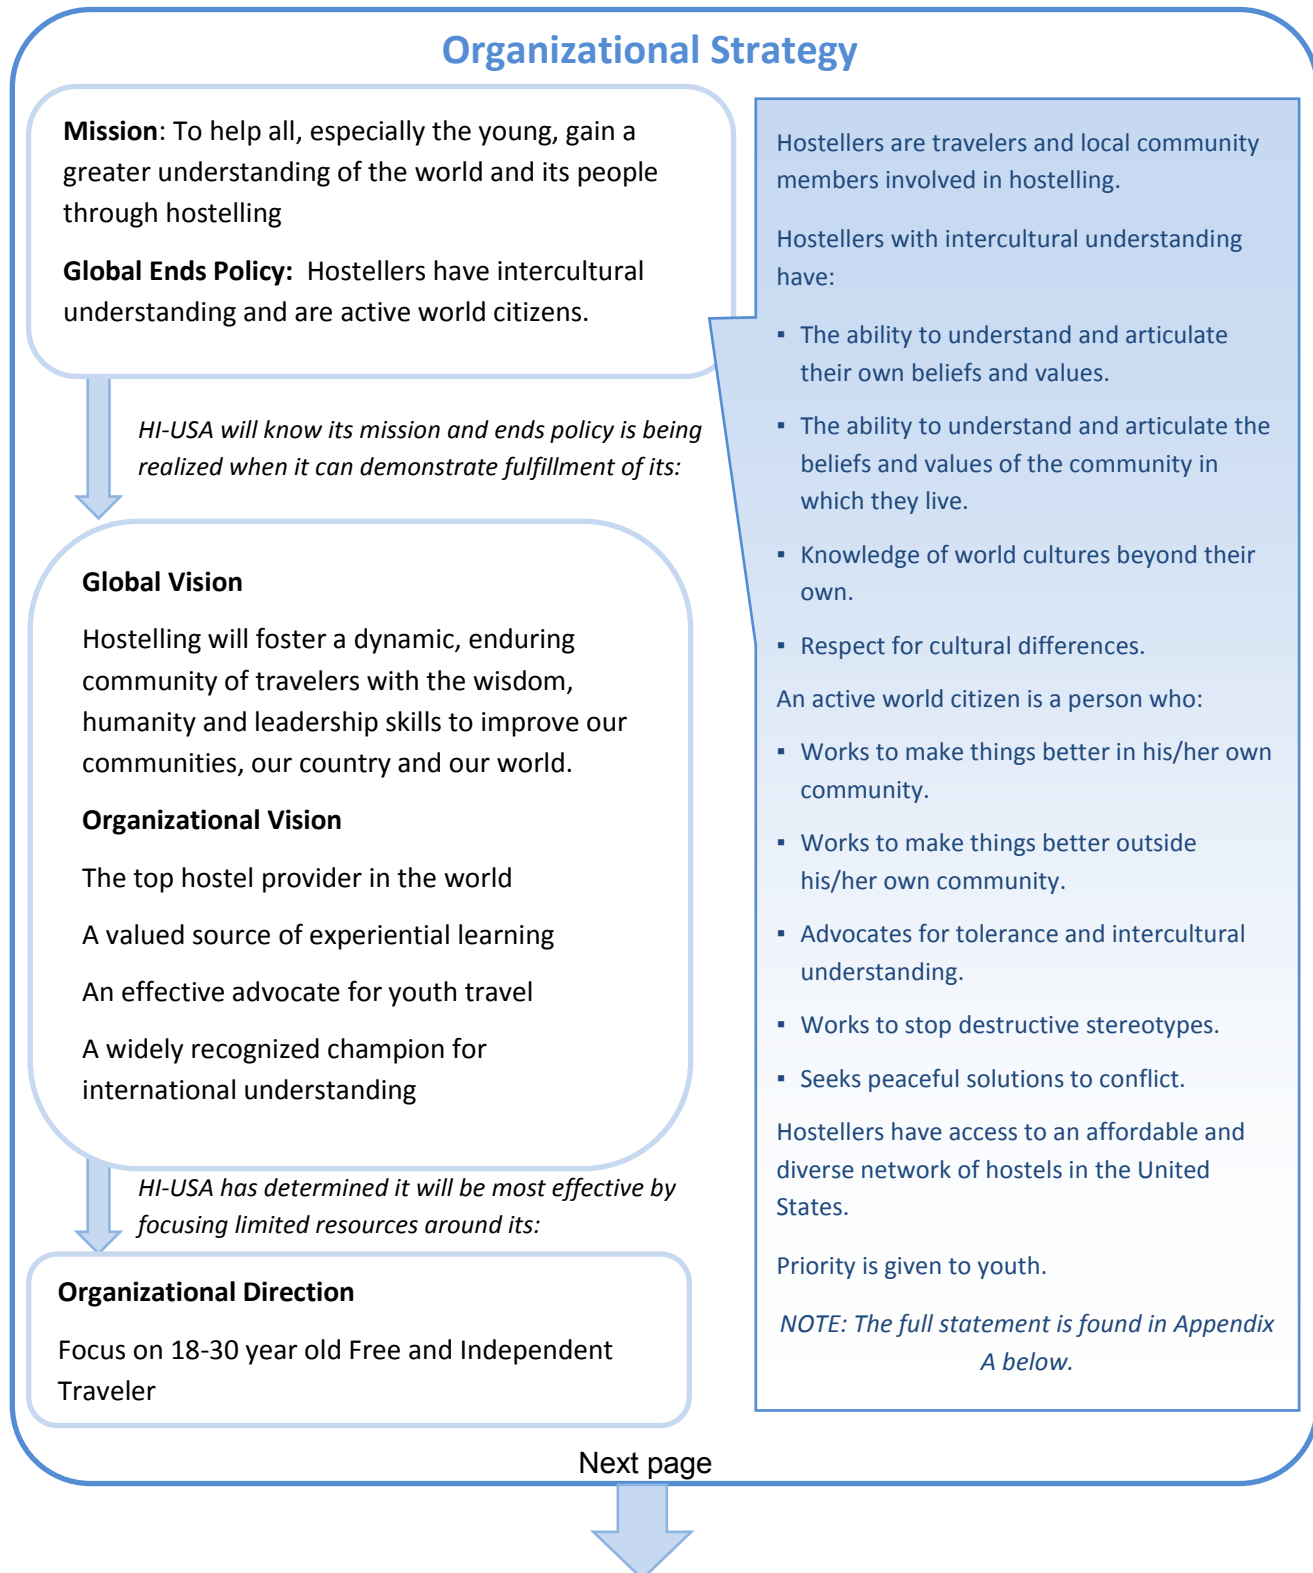 Organizational Strategy
Mission: To help all, especially the young, gain a
greater understanding of the world and its people
through hostelling
Global Ends Policy:  Hostellers have intercultural
understanding and are active world citizens.
HI-USA will know its mission and ends policy is being
realized when it can demonstrate fulfillment of its:
Global Vision
Hostelling will foster a dynamic, enduring
community of travelers with the wisdom,
humanity and leadership skills to improve our
communities, our country and our world.
Organizational Vision
The top hostel provider in the world
A valued source of experiential learning
An effective advocate for youth travel
A widely recognized champion for
international understanding
HI-USA has determined it will be most effective by
focusing limited resources around its:
Organizational Direction
Focus on 18-30 year old Free and Independent
Traveler
Hostellers are travelers and local community
members involved in hostelling.
Hostellers with intercultural understanding
have:
▪ The ability to understand and articulate
their own beliefs and values.
▪ The ability to understand and articulate the
beliefs and values of the community in
which they live.
▪ Knowledge of world cultures beyond their
own.
▪ Respect for cultural differences.
An active world citizen is a person who:
▪ Works to make things better in his/her own
community.
▪ Works to make things better outside
his/her own community.
▪ Advocates for tolerance and intercultural
understanding.
▪ Works to stop destructive stereotypes.
▪ Seeks peaceful solutions to conflict.
Hostellers have access to an affordable and
diverse network of hostels in the United
States.
Priority is given to youth.
NOTE: The full statement is found in Appendix
A below.
Next page